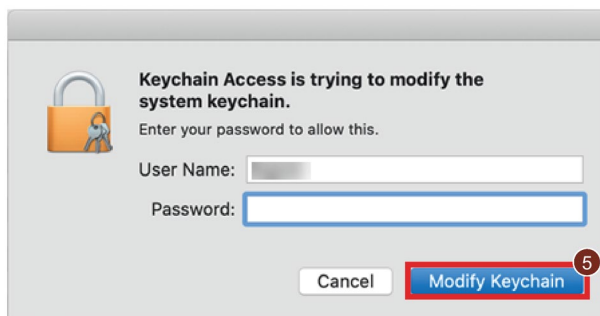 Keychain Access is trying to modify the
system keychain.
Enter your password to allow this.
User Name:
Password:
Cancel
Modify Keychain
5